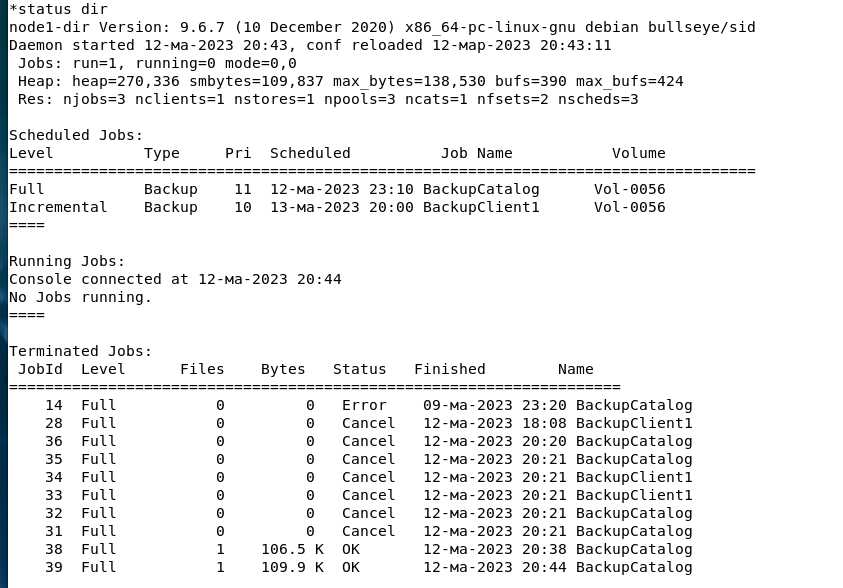 *status dir
node1-dir Version: 9.6.7 (10 December 2020) x86_64-pc-linux-gnu debian bullseye/sid
Daemon started 12-ма-2023 20:43, conf reloaded 12-мар-2023 20:43:11
 Jobs: run=1, running=0 mode=0,0
 Heap: heap=270,336 smbytes=109,837 max_bytes=138,530 bufs=390 max_bufs=424
 Res: njobs=3 nclients=1 nstores=1 npools=3 ncats=1 nfsets=2 nscheds=3

Scheduled Jobs:
Level          Type     Pri  Scheduled          Job Name           Volume
===================================================================================
Full           Backup    11  12-ма-2023 23:10 BackupCatalog      Vol-0056
Incremental    Backup    10  13-ма-2023 20:00 BackupClient1      Vol-0056
====

Running Jobs:
Console connected at 12-ма-2023 20:44
No Jobs running.
====

Terminated Jobs:
 JobId  Level      Files    Bytes   Status   Finished        Name
====================================================================
    14  Full           0         0   Error    09-ма-2023 23:20 BackupCatalog
    28  Full           0         0   Cancel   12-ма-2023 18:08 BackupClient1
    36  Full           0         0   Cancel   12-ма-2023 20:20 BackupCatalog
    35  Full           0         0   Cancel   12-ма-2023 20:21 BackupCatalog
    34  Full           0         0   Cancel   12-ма-2023 20:21 BackupClient1
    33  Full           0         0   Cancel   12-ма-2023 20:21 BackupClient1
    32  Full           0         0   Cancel   12-ма-2023 20:21 BackupCatalog
    31  Full           0         0   Cancel   12-ма-2023 20:21 BackupCatalog
    38  Full           1    106.5 K  OK       12-ма-2023 20:38 BackupCatalog
    39  Full           1    109.9 K  OK       12-ма-2023 20:44 BackupCatalog